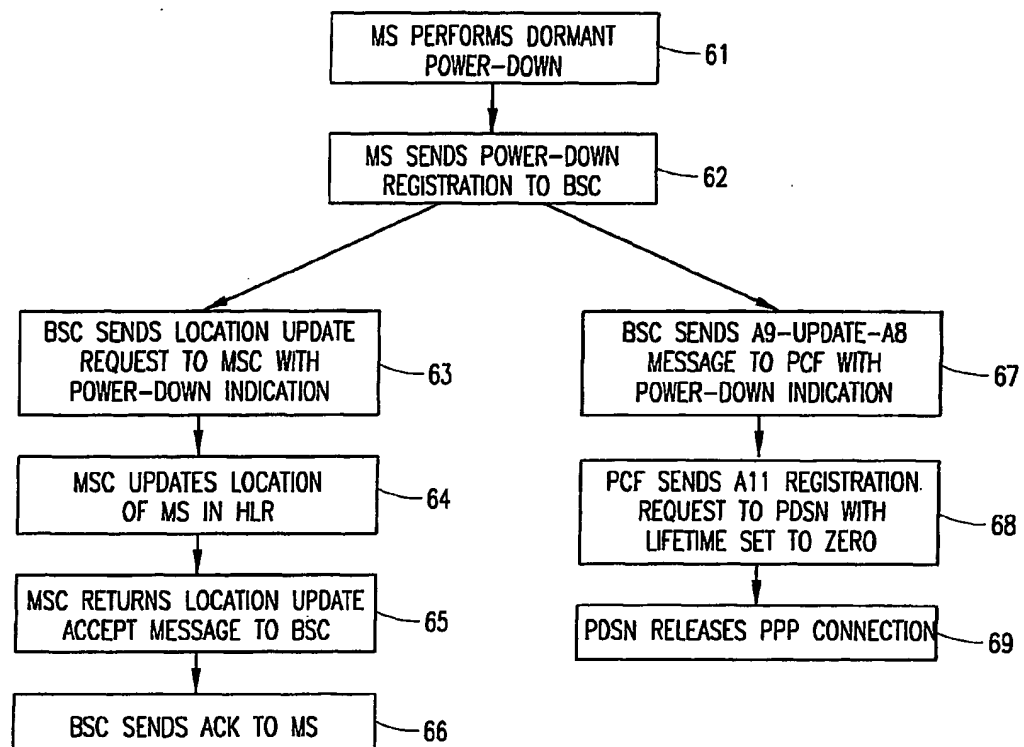 MS PERFORMS DORMANT
POWER-DOWN
61
MS SENDS POWER-DOWN
REGISTRATION TO BSC
62
BSC SENDS LOCATION UPDATE
REQUEST TO MSC WITH
POWER-DOWN INDICATION
63
MSC UPDATES LOCATION
OF MS IN HLR
64
MSC RETURNS LOCATION UPDATE
ACCEPT MESSAGE TO BSC
65
BSC SENDS ACK TO MS
66
BSC SENDS A9-UPDATE-A8
MESSAGE TO PCF WITH
POWER-DOWN INDICATION
67
PCF SENDS A11 REGISTRATION
REQUEST TO PDSN WITH
LIFETIME SET TO ZERO
68
PDSN RELEASES PPP CONNECTION
69